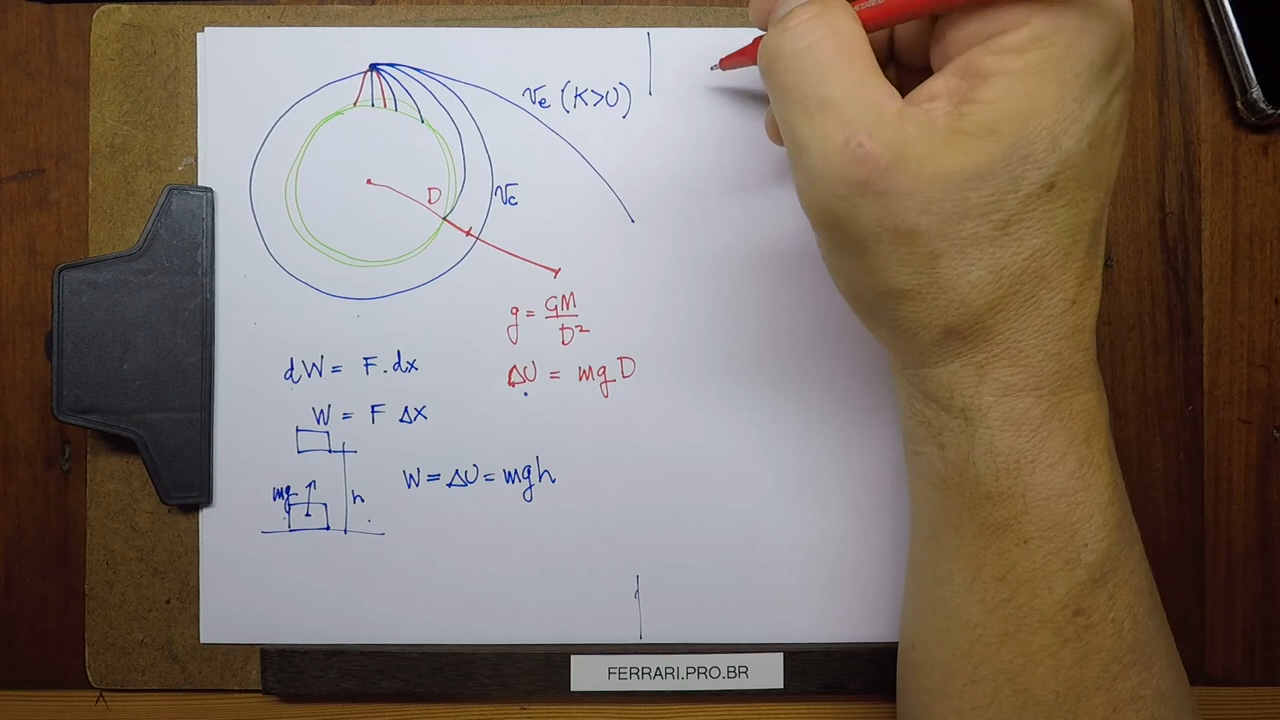 ve (K>U)
D
vc
g = GM/D²
ΔU = mg D
dW = F.dx
W = F Δx
W = ΔU = mgh
mg
h
FERRARI.PRO.BR